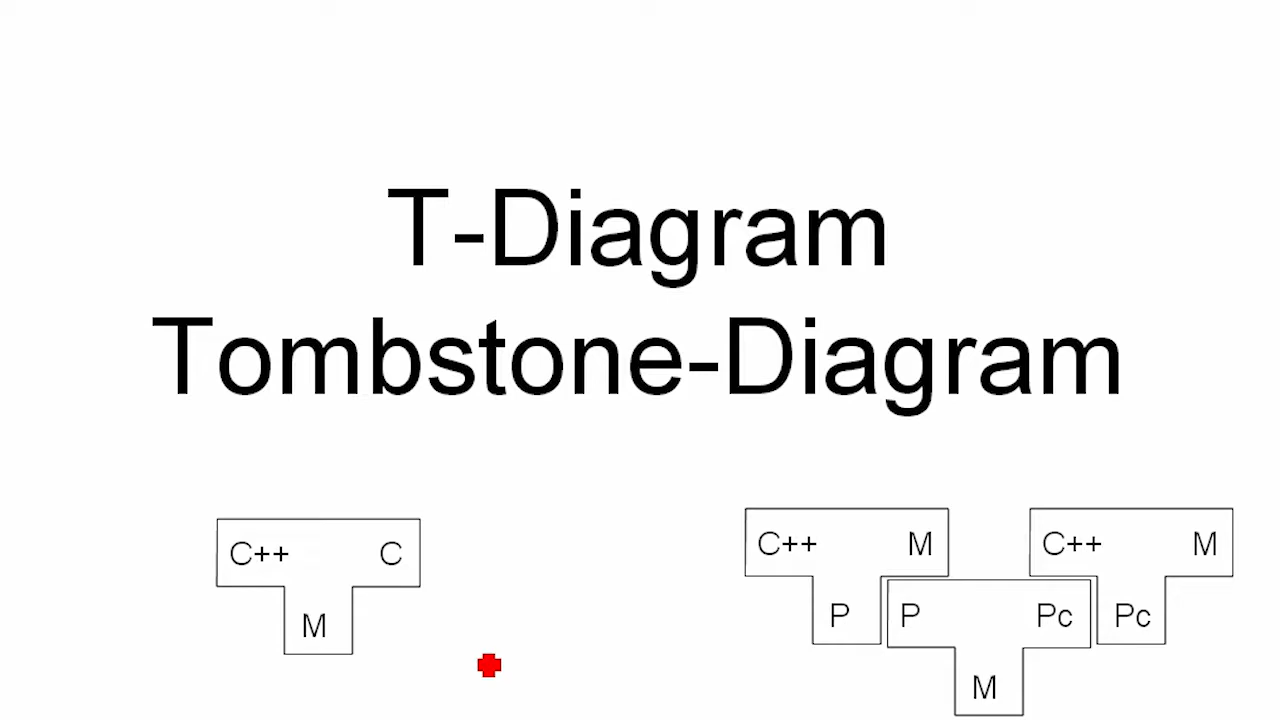 T-Diagram
Tombstone-Diagram
C++ C
M
C++ M C++ M
P P Pc Pc
M